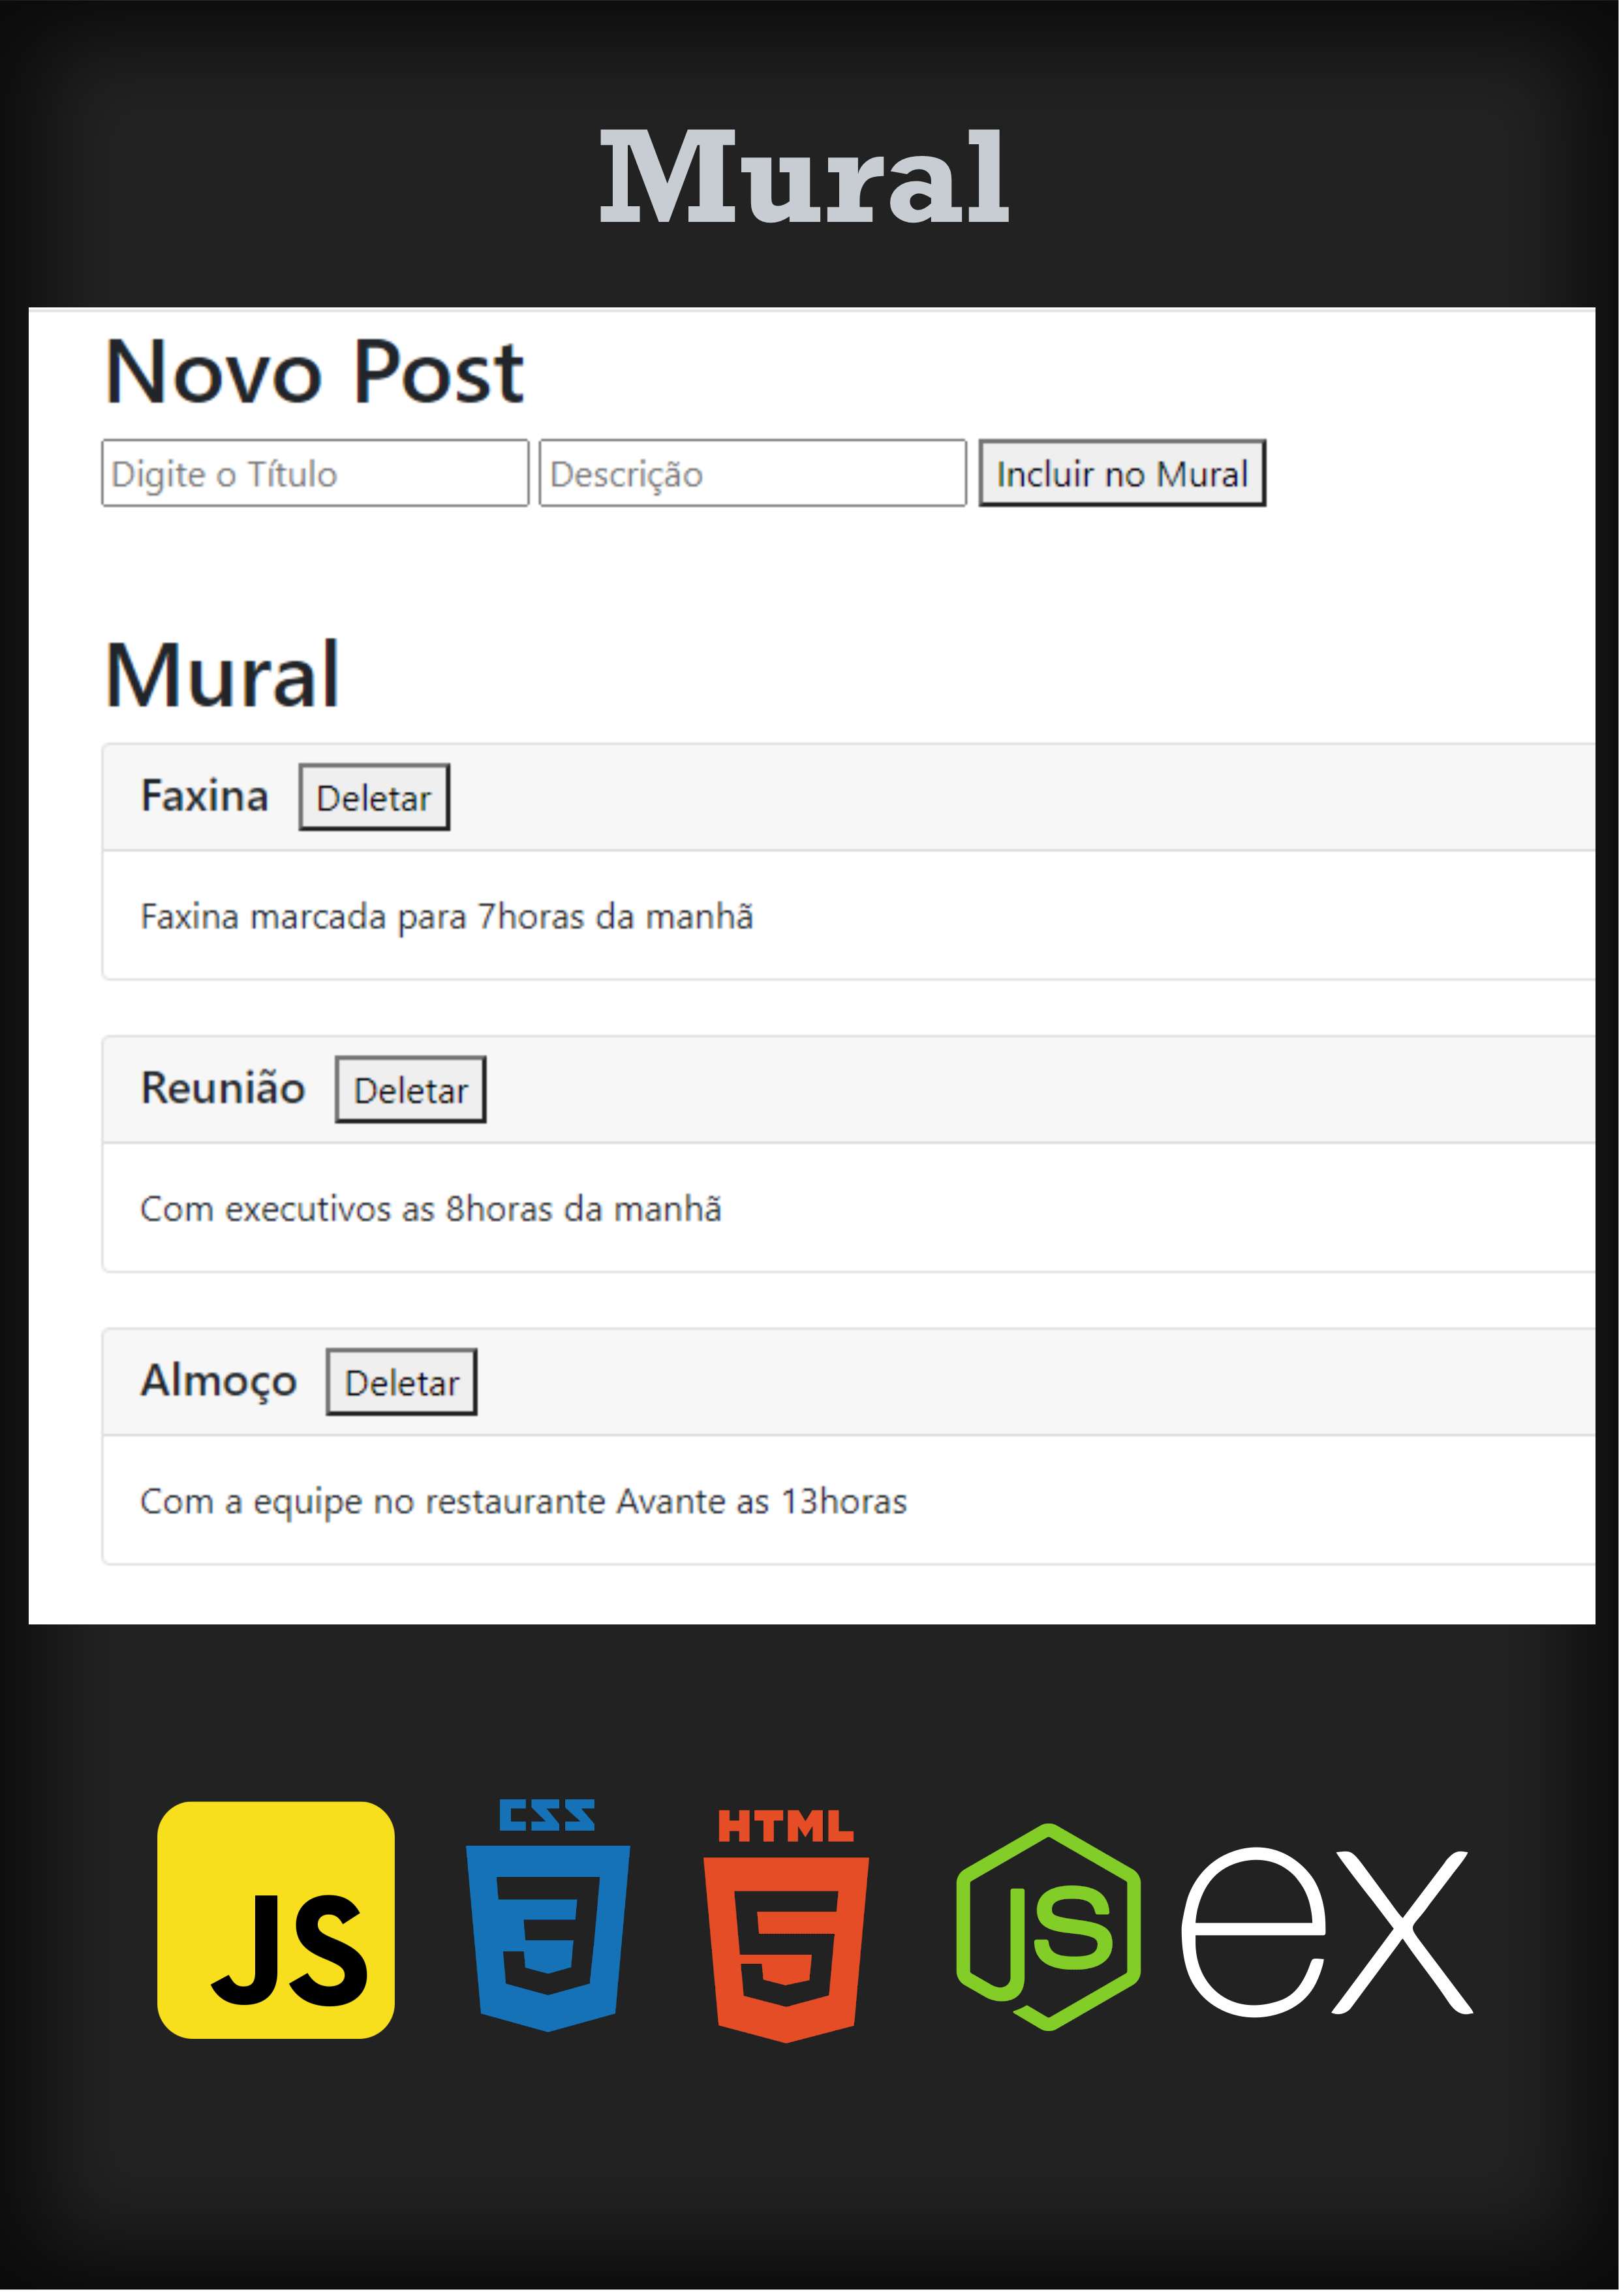 Mural
Novo Post
Digite o Título Descrição Incluir no Mural
Mural
Faxina Deletar
Faxina marcada para 7horas da manhã
Reunião Deletar
Com executivos as 8horas da manhã
Almoço Deletar
Com a equipe no restaurante Avante as 13horas
JS CSS 3 HTML 5 JS ex